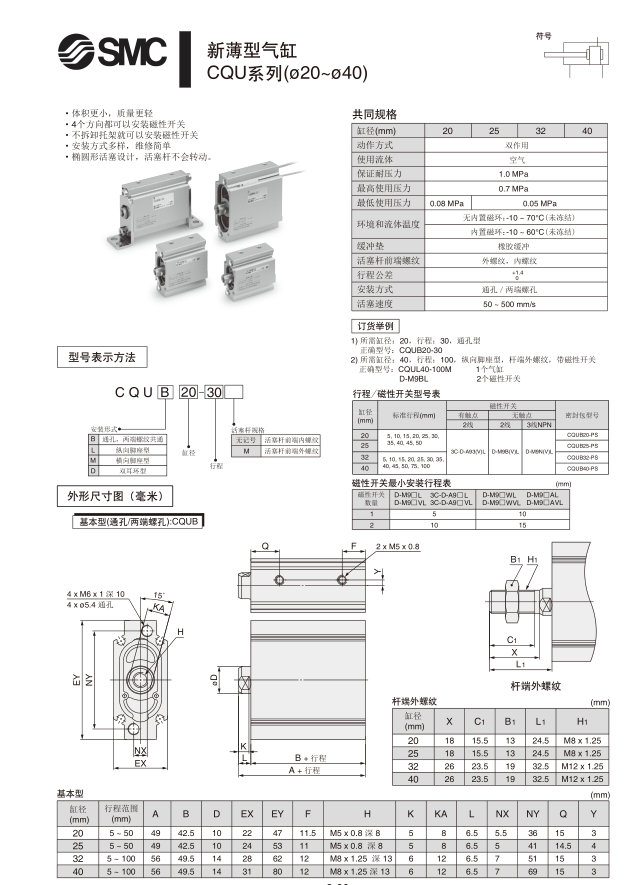 符号
SMC
新薄型气缸
CQU系列(ø20~ø40)
・体积更小，质量更轻
・4个方向都可以安装磁性开关
・不拆卸托架就可以安装磁性开关
・安装方式多样，维修简单
・椭圆形活塞设计，活塞杆不会转动。
共同规格
缸径(mm) 20 25 32 40
动作方式 双作用
使用流体 空气
保证耐压力 1.0 MPa
最高使用压力 0.7 MPa
最低使用压力 0.08 MPa 0.05 MPa
环境和流体温度 无内置磁环：-10 ~ 70°C(未冻结)
内置磁环：-10 ~ 60°C(未冻结)
缓冲垫 橡胶缓冲
活塞杆前端螺纹 外螺纹，内螺纹
行程公差 +1.4 0
安装方式 通孔 / 两端螺孔
活塞速度 50 ~ 500 mm/s
订货举例
1) 所需缸径：20，行程：30，通孔型
正确型号：CQUB20-30
2) 所需缸径：40，行程：100，纵向脚座型，杆端外螺纹，带磁性开关
正确型号：CQUL40-100M 1个气缸
D-M9BL 2个磁性开关
型号表示方法
CQU B 20-30
安装形式
B 通孔，两端螺纹共通
L 纵向脚座型
M 横向脚座型
D 双耳环型
缸径
行程
活塞杆规格
无记号 活塞杆前端内螺纹
M 活塞杆前端外螺纹
行程/磁性开关型号表
缸径(mm) 标准行程(mm) 磁性开关 密封包型号
有触点 无触点
2线 2线 3线NPN
20 5, 10, 15, 20, 25, 30, 35, 40, 45, 50 3C-D-A93(V)L D-M9B(V)L D-M9N(V)L CQUB20-PS
25 CQUB25-PS
32 5, 10, 15, 20, 25, 30, 35, 40, 45, 50, 75, 100 CQUB32-PS
40 CQUB40-PS
磁性开关最小安装行程表 (mm)
磁性开关数量 D-M9□L 3C-D-A9□L D-M9□WL D-M9□AL
D-M9□VL 3C-D-A9□VL D-M9□WVL D-M9□AVL
1 5 10
2 10 15
外形尺寸图（毫米）
基本型(通孔/两端螺孔):CQUB
Q F 2 x M5 x 0.8
Y
4 x M6 x 1 深 10
4 x ø5.4 通孔
15°
KA
H
EY NY
NX
EX
øD
K
L B + 行程
A + 行程
B1 H1
C1
X
L1
杆端外螺纹
杆端外螺纹 (mm)
缸径(mm) X C1 B1 L1 H1
20 18 15.5 13 24.5 M8 x 1.25
25 18 15.5 13 24.5 M8 x 1.25
32 26 23.5 19 32.5 M12 x 1.25
40 26 23.5 19 32.5 M12 x 1.25
基本型 (mm)
缸径(mm) 行程范围(mm) A B D EX EY F H K KA L NX NY Q Y
20 5 ~ 50 49 42.5 10 22 47 11.5 M5 x 0.8 深 8 5 8 6.5 5.5 36 15 3
25 5 ~ 50 49 42.5 10 24 53 11 M5 x 0.8 深 8 5 8 6.5 5 41 14.5 4
32 5 ~ 100 56 49.5 14 28 62 12 M8 x 1.25 深 13 6 12 6.5 7 51 15 3
40 5 ~ 100 56 49.5 14 31 80 12 M8 x 1.25 深 13 6 12 6.5 7 69 15 3